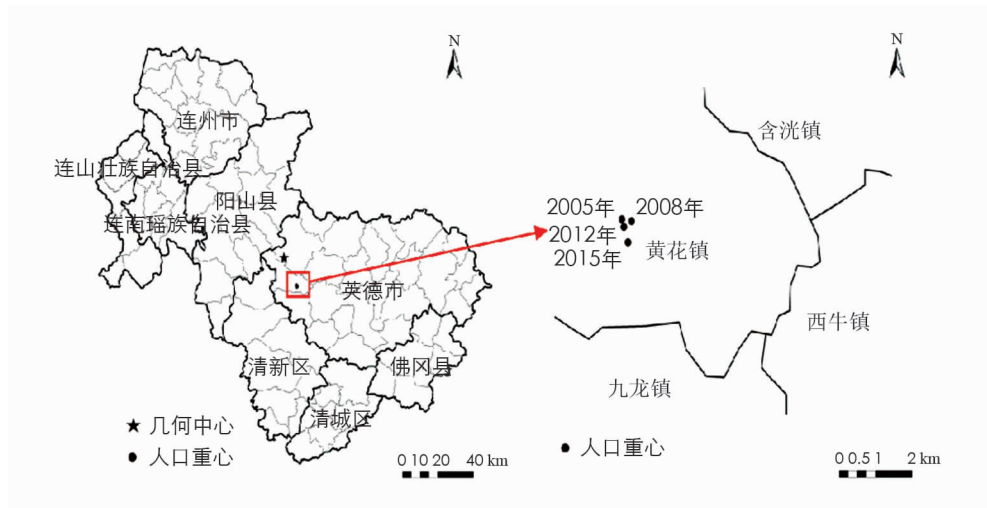 N
连州市
连山壮族自治县
阳山县
连南瑶族自治县
英德市
清新区
佛冈县
清城区
几何中心
人口重心
0 10 20 40 km
N
含洸镇
2005年
2008年
2012年
黄花镇
2015年
西牛镇
九龙镇
人口重心
0 0.5 1 2 km